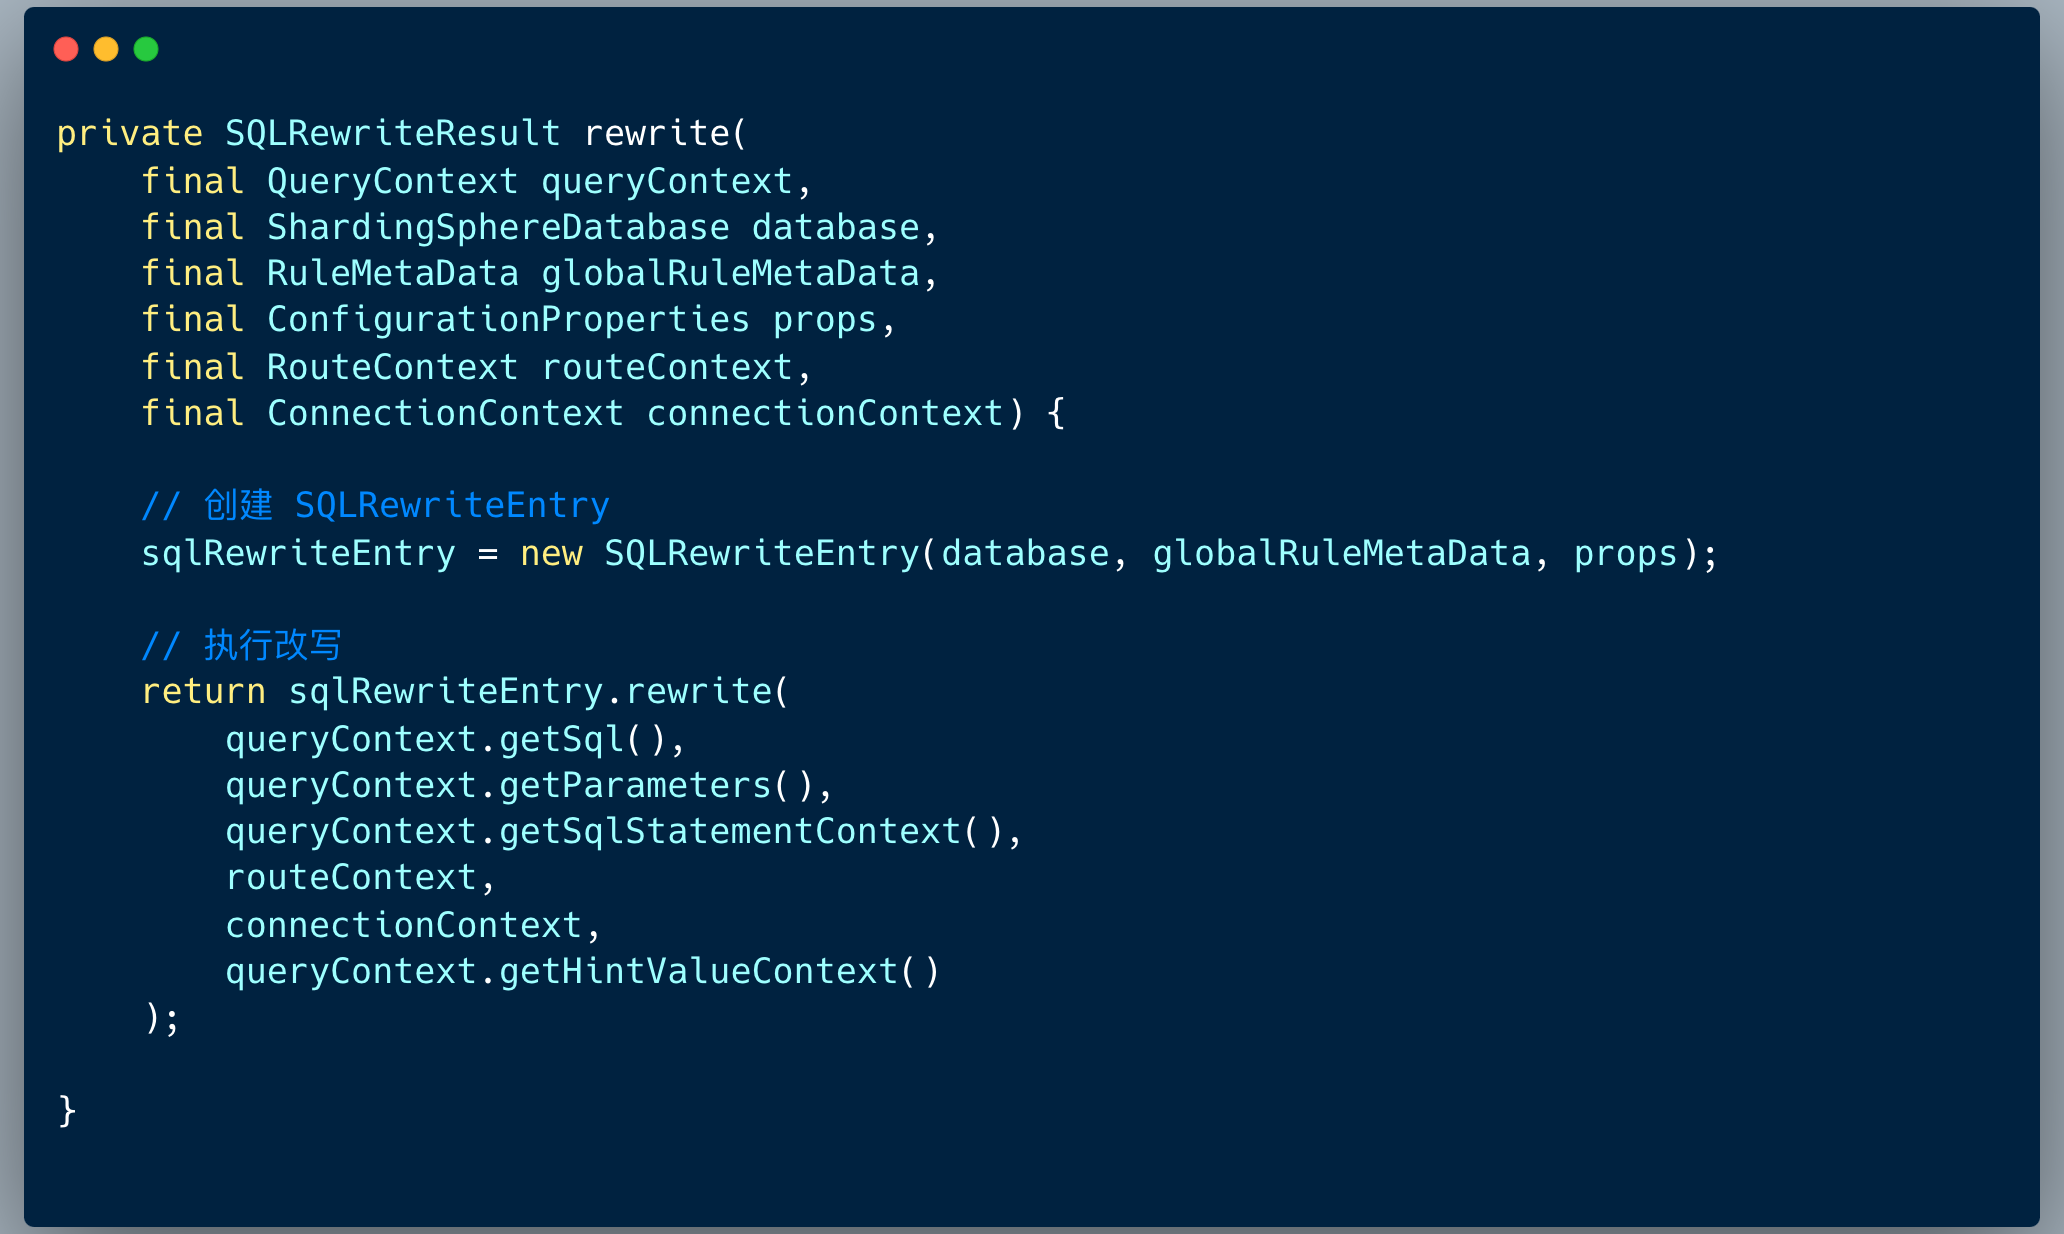 private SQLRewriteResult rewrite(
    final QueryContext queryContext,
    final ShardingSphereDatabase database,
    final RuleMetaData globalRuleMetaData,
    final ConfigurationProperties props,
    final RouteContext routeContext,
    final ConnectionContext connectionContext) {
    // 创建 SQLRewriteEntry
    sqlRewriteEntry = new SQLRewriteEntry(database, globalRuleMetaData, props);
    // 执行改写
    return sqlRewriteEntry.rewrite(
        queryContext.getSql(),
        queryContext.getParameters(),
        queryContext.getSqlStatementContext(),
        routeContext,
        connectionContext,
        queryContext.getHintValueContext()
    );
}